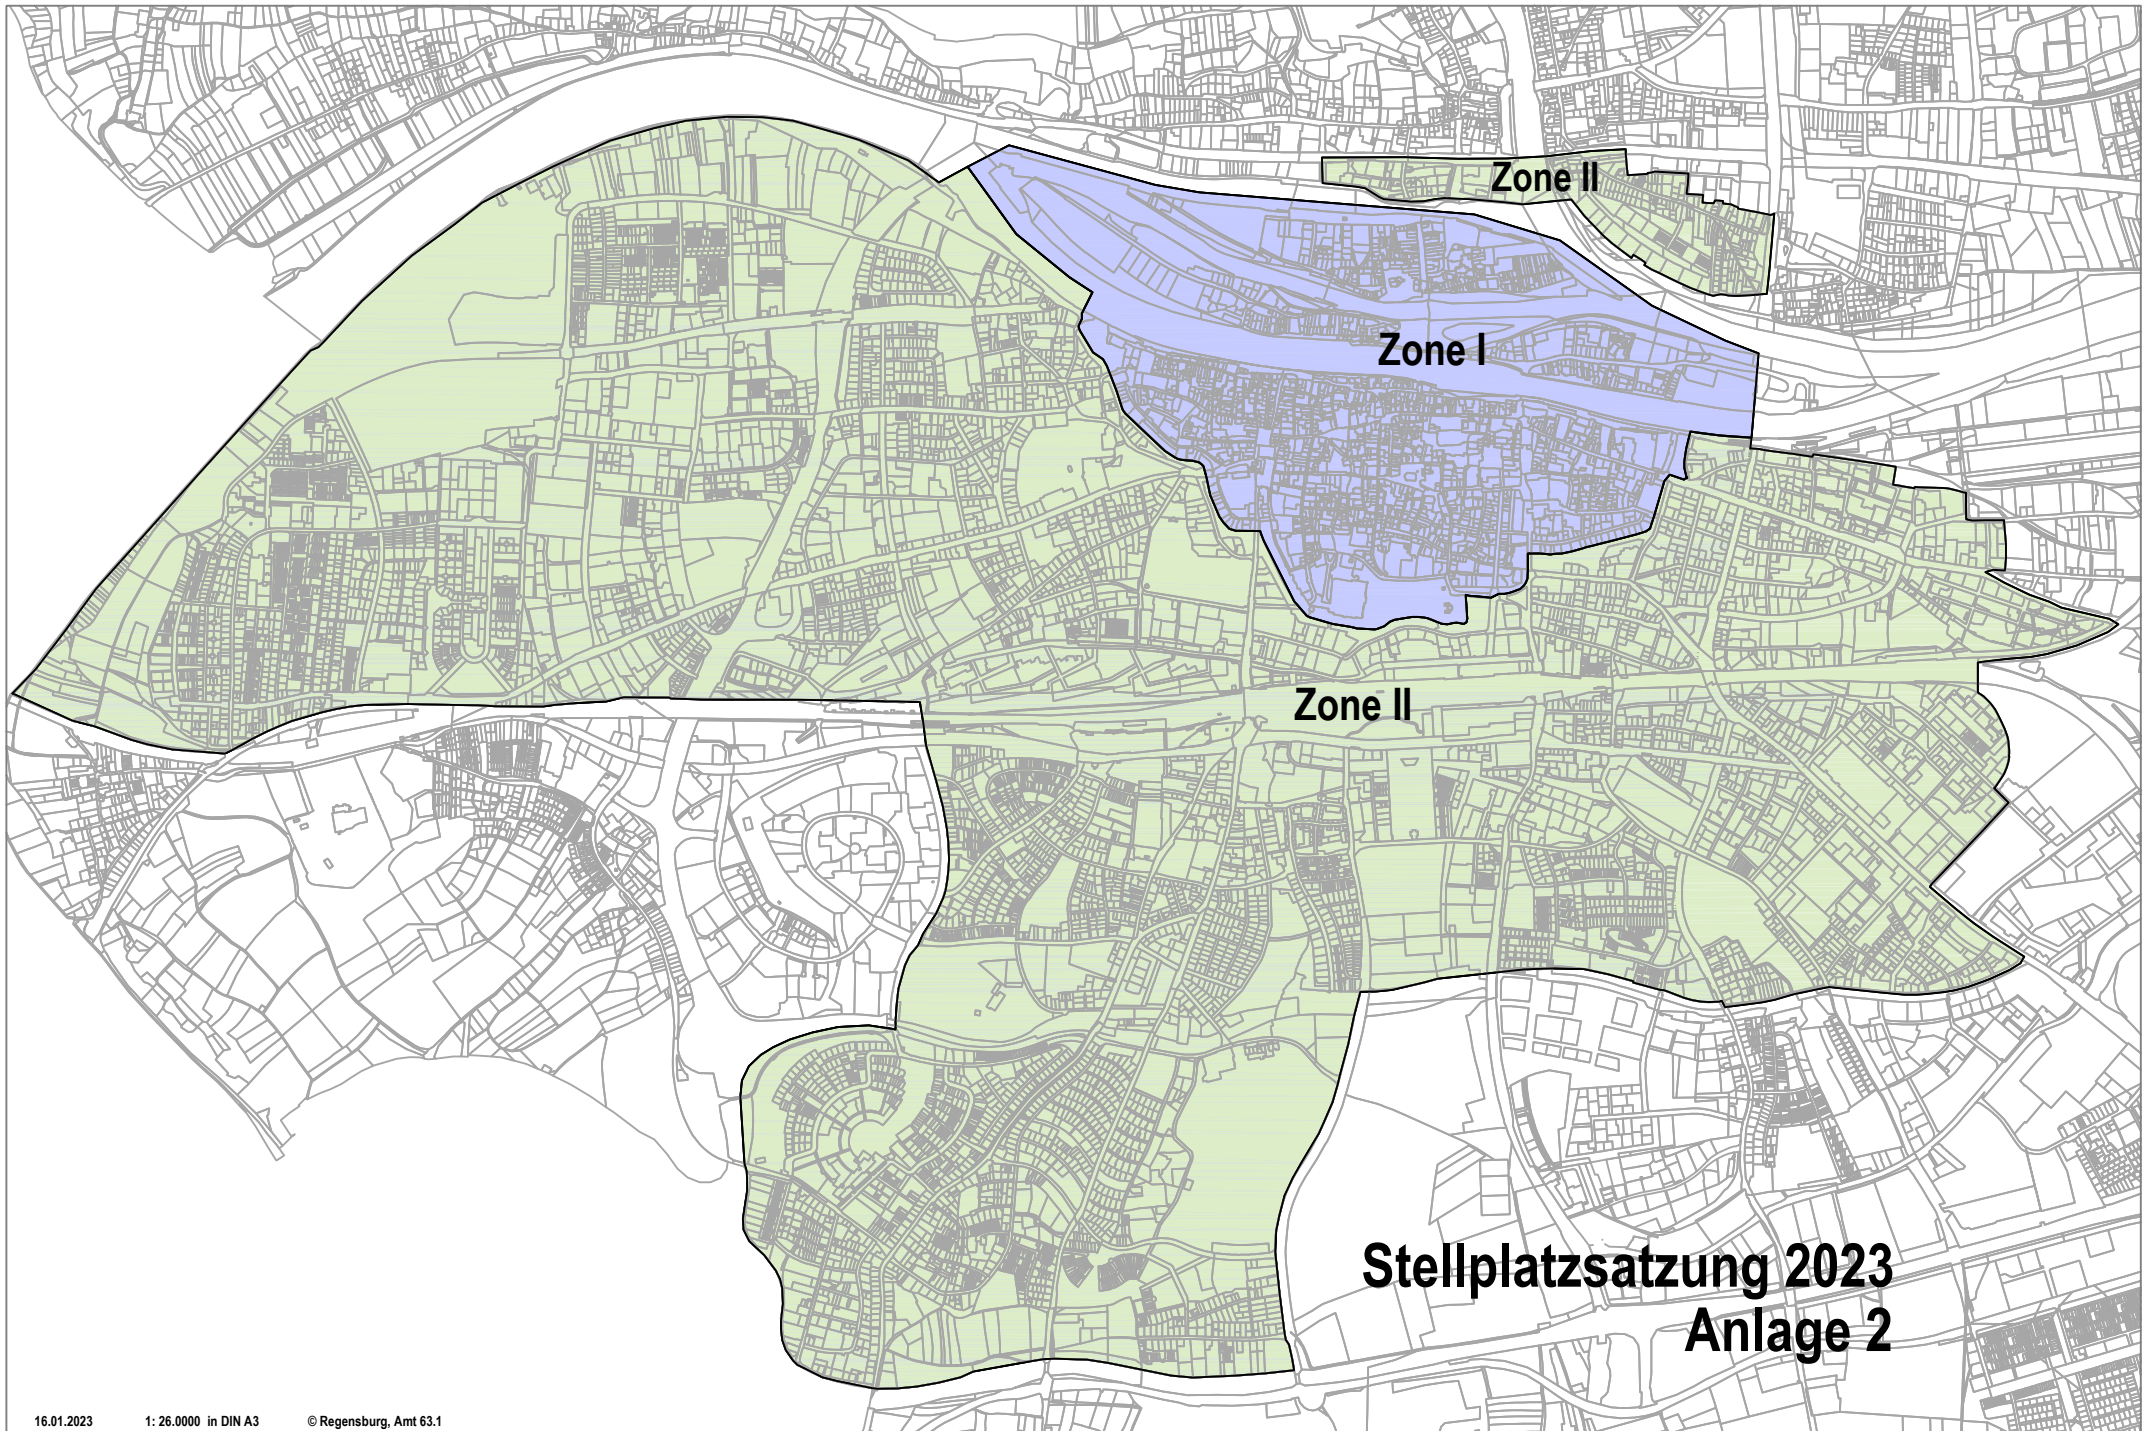 Zone II
Zone I
Zone II
Stellplatzsatzung 2023
Anlage 2
16.01.2023 1: 26.0000 in DIN A3 © Regensburg, Amt 63.1